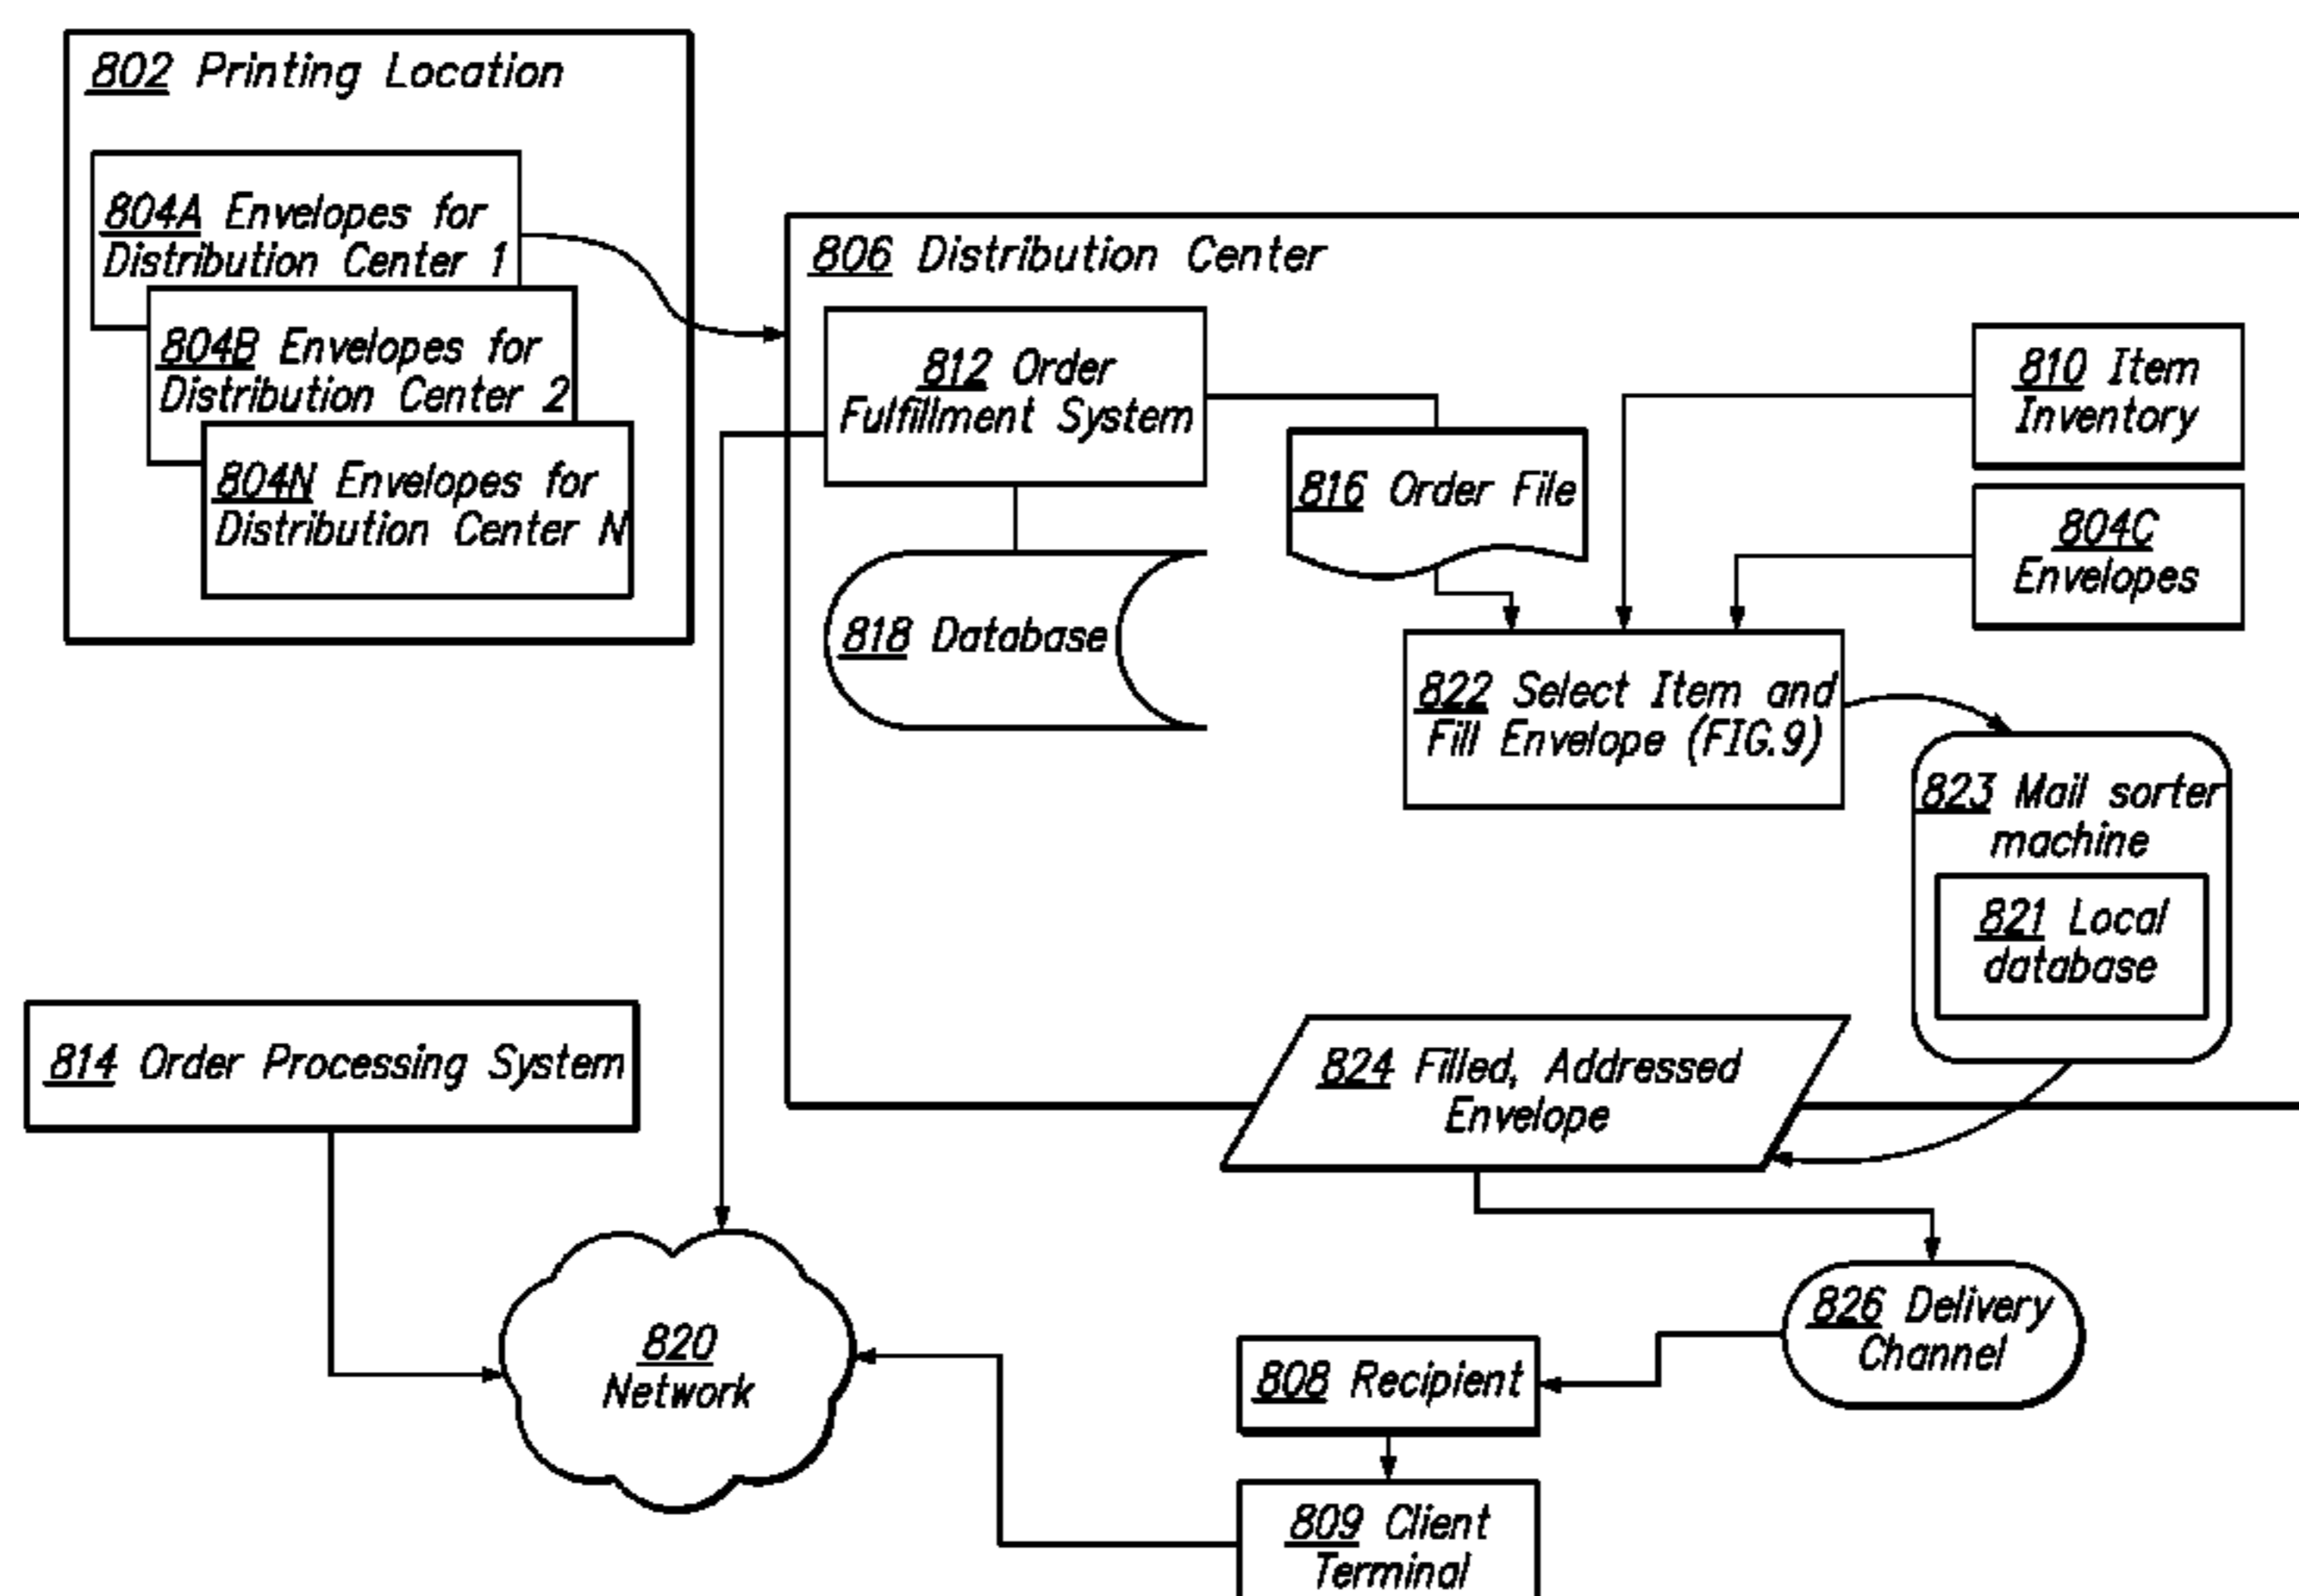 802 Printing Location
804A Envelopes for
Distribution Center 1
804B Envelopes for
Distribution Center 2
804N Envelopes for
Distribution Center N
806 Distribution Center
812 Order
Fulfillment System
816 Order File
810 Item
Inventory
804C
Envelopes
818 Database
822 Select Item and
Fill Envelope (FIG.9)
823 Mail sorter
machine
821 Local
database
814 Order Processing System
824 Filled, Addressed
Envelope
820
Network
826 Delivery
Channel
808 Recipient
809 Client
Terminal